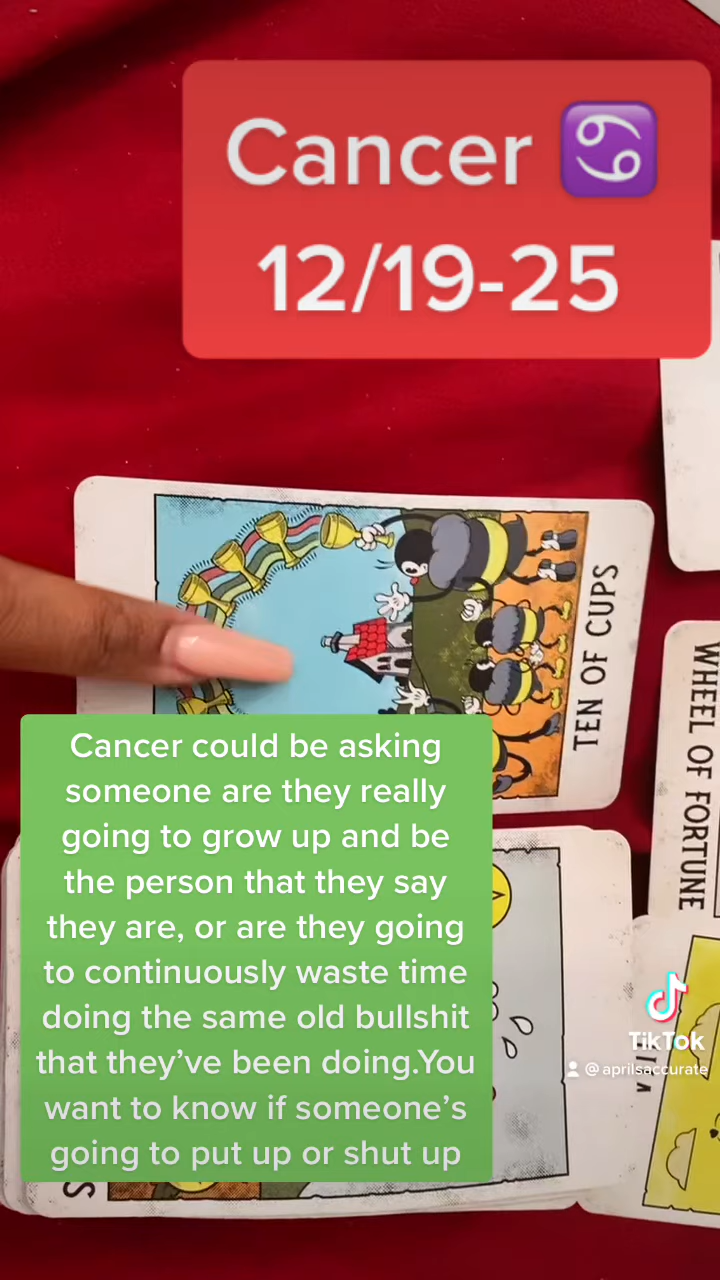 Cancer ♋
12/19-25
TEN OF CUPS
WHEEL OF FORTUNE
Cancer could be asking
someone are they really
going to grow up and be
the person that they say
they are, or are they going
to continuously waste time
doing the same old bullshit
that they've been doing.You
want to know if someone's
going to put up or shut up
TikTok
@aprilsaccurate